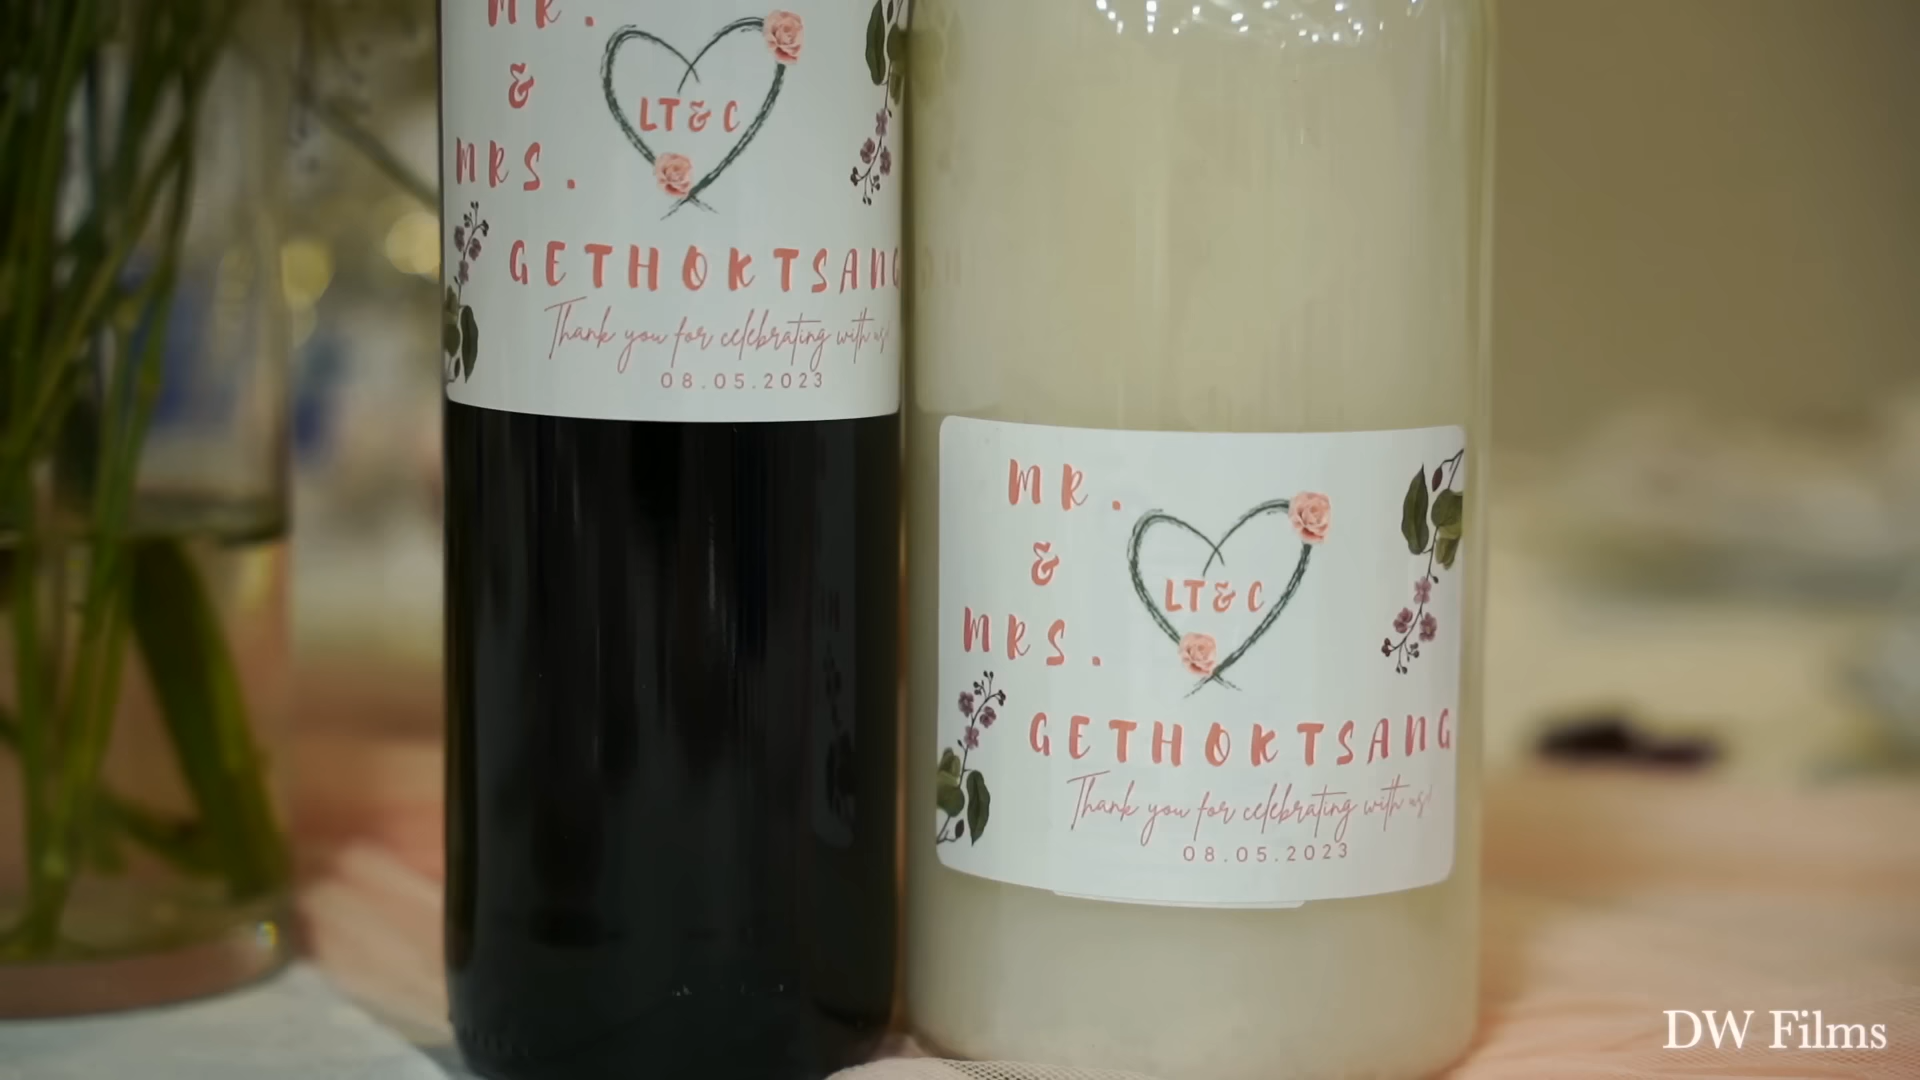 MR.
&
MRS.
LT & C
GETHOKTSANG
Thank you for celebrating with us!
08.05.2023
MR.
&
MRS.
LT & C
GETHOKTSANG
Thank you for celebrating with us!
08.05.2023
DW Films